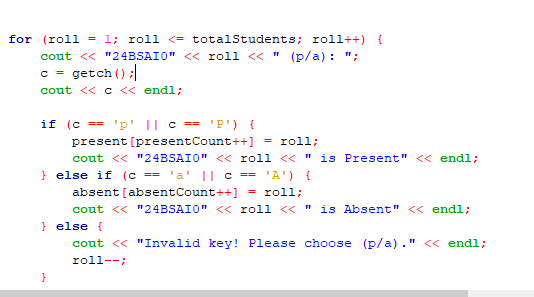 for (roll = 1; roll <= totalStudents; roll++) {
    cout << "24BSAI0" << roll << " (p/a): ";
    c = getch();
    cout << c << endl;

    if (c == 'p' || c == 'P') {
        present[presentCount++] = roll;
        cout << "24BSAI0" << roll << " is Present" << endl;
    } else if (c == 'a' || c == 'A') {
        absent[absentCount++] = roll;
        cout << "24BSAI0" << roll << " is Absent" << endl;
    } else {
        cout << "Invalid key! Please choose (p/a)." << endl;
        roll--;
    }